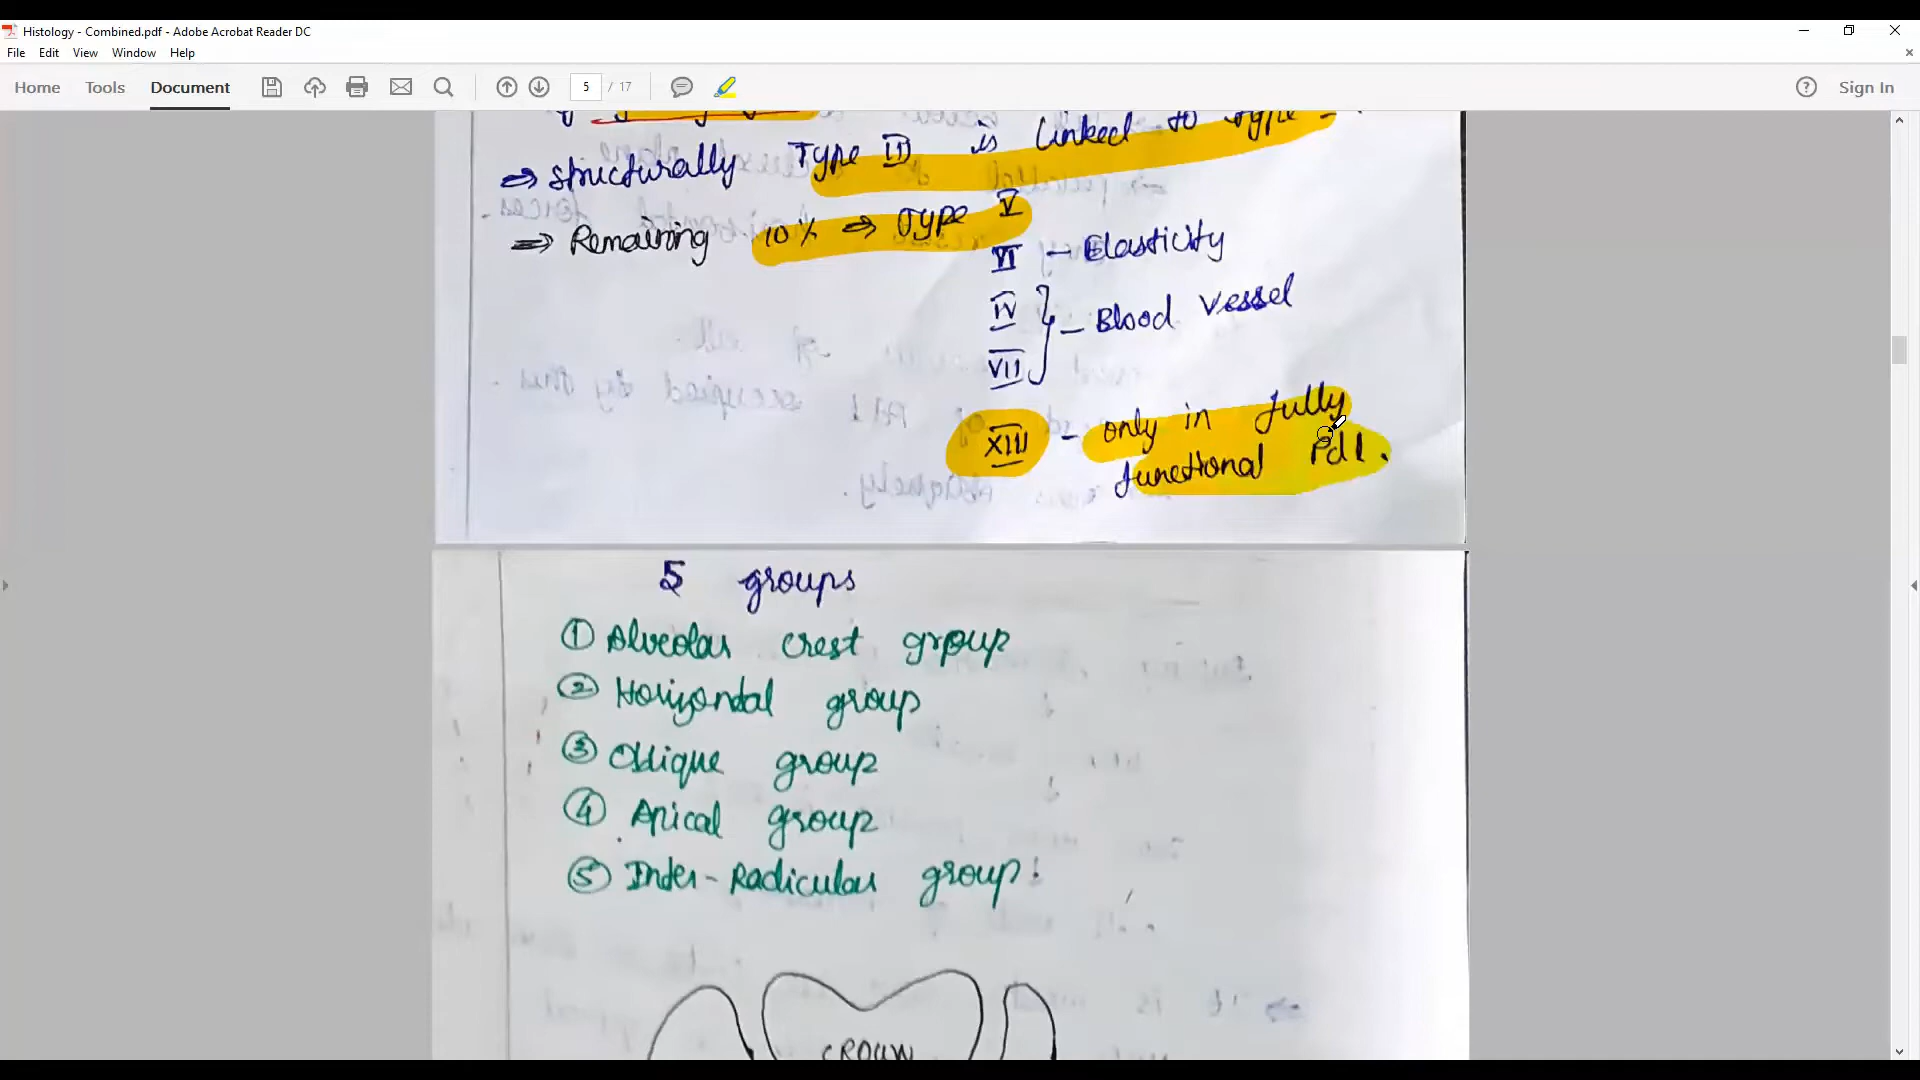 Histology - Combined.pdf - Adobe Acrobat Reader DC
File Edit View Window Help
Home Tools Document 5 / 17 Sign In
⇒ structurally Type III is linked to Type - I
⇒ Remaining 10% ⇒ Type V
VI - Elasticity
IV
VII } - Blood Vessel
XIII - only in fully
functional Pdl.
5 groups
① Alveolar crest group
② Horizontal group
③ Oblique group
④ Apical group
⑤ Inter-Radicular group:
CROWN